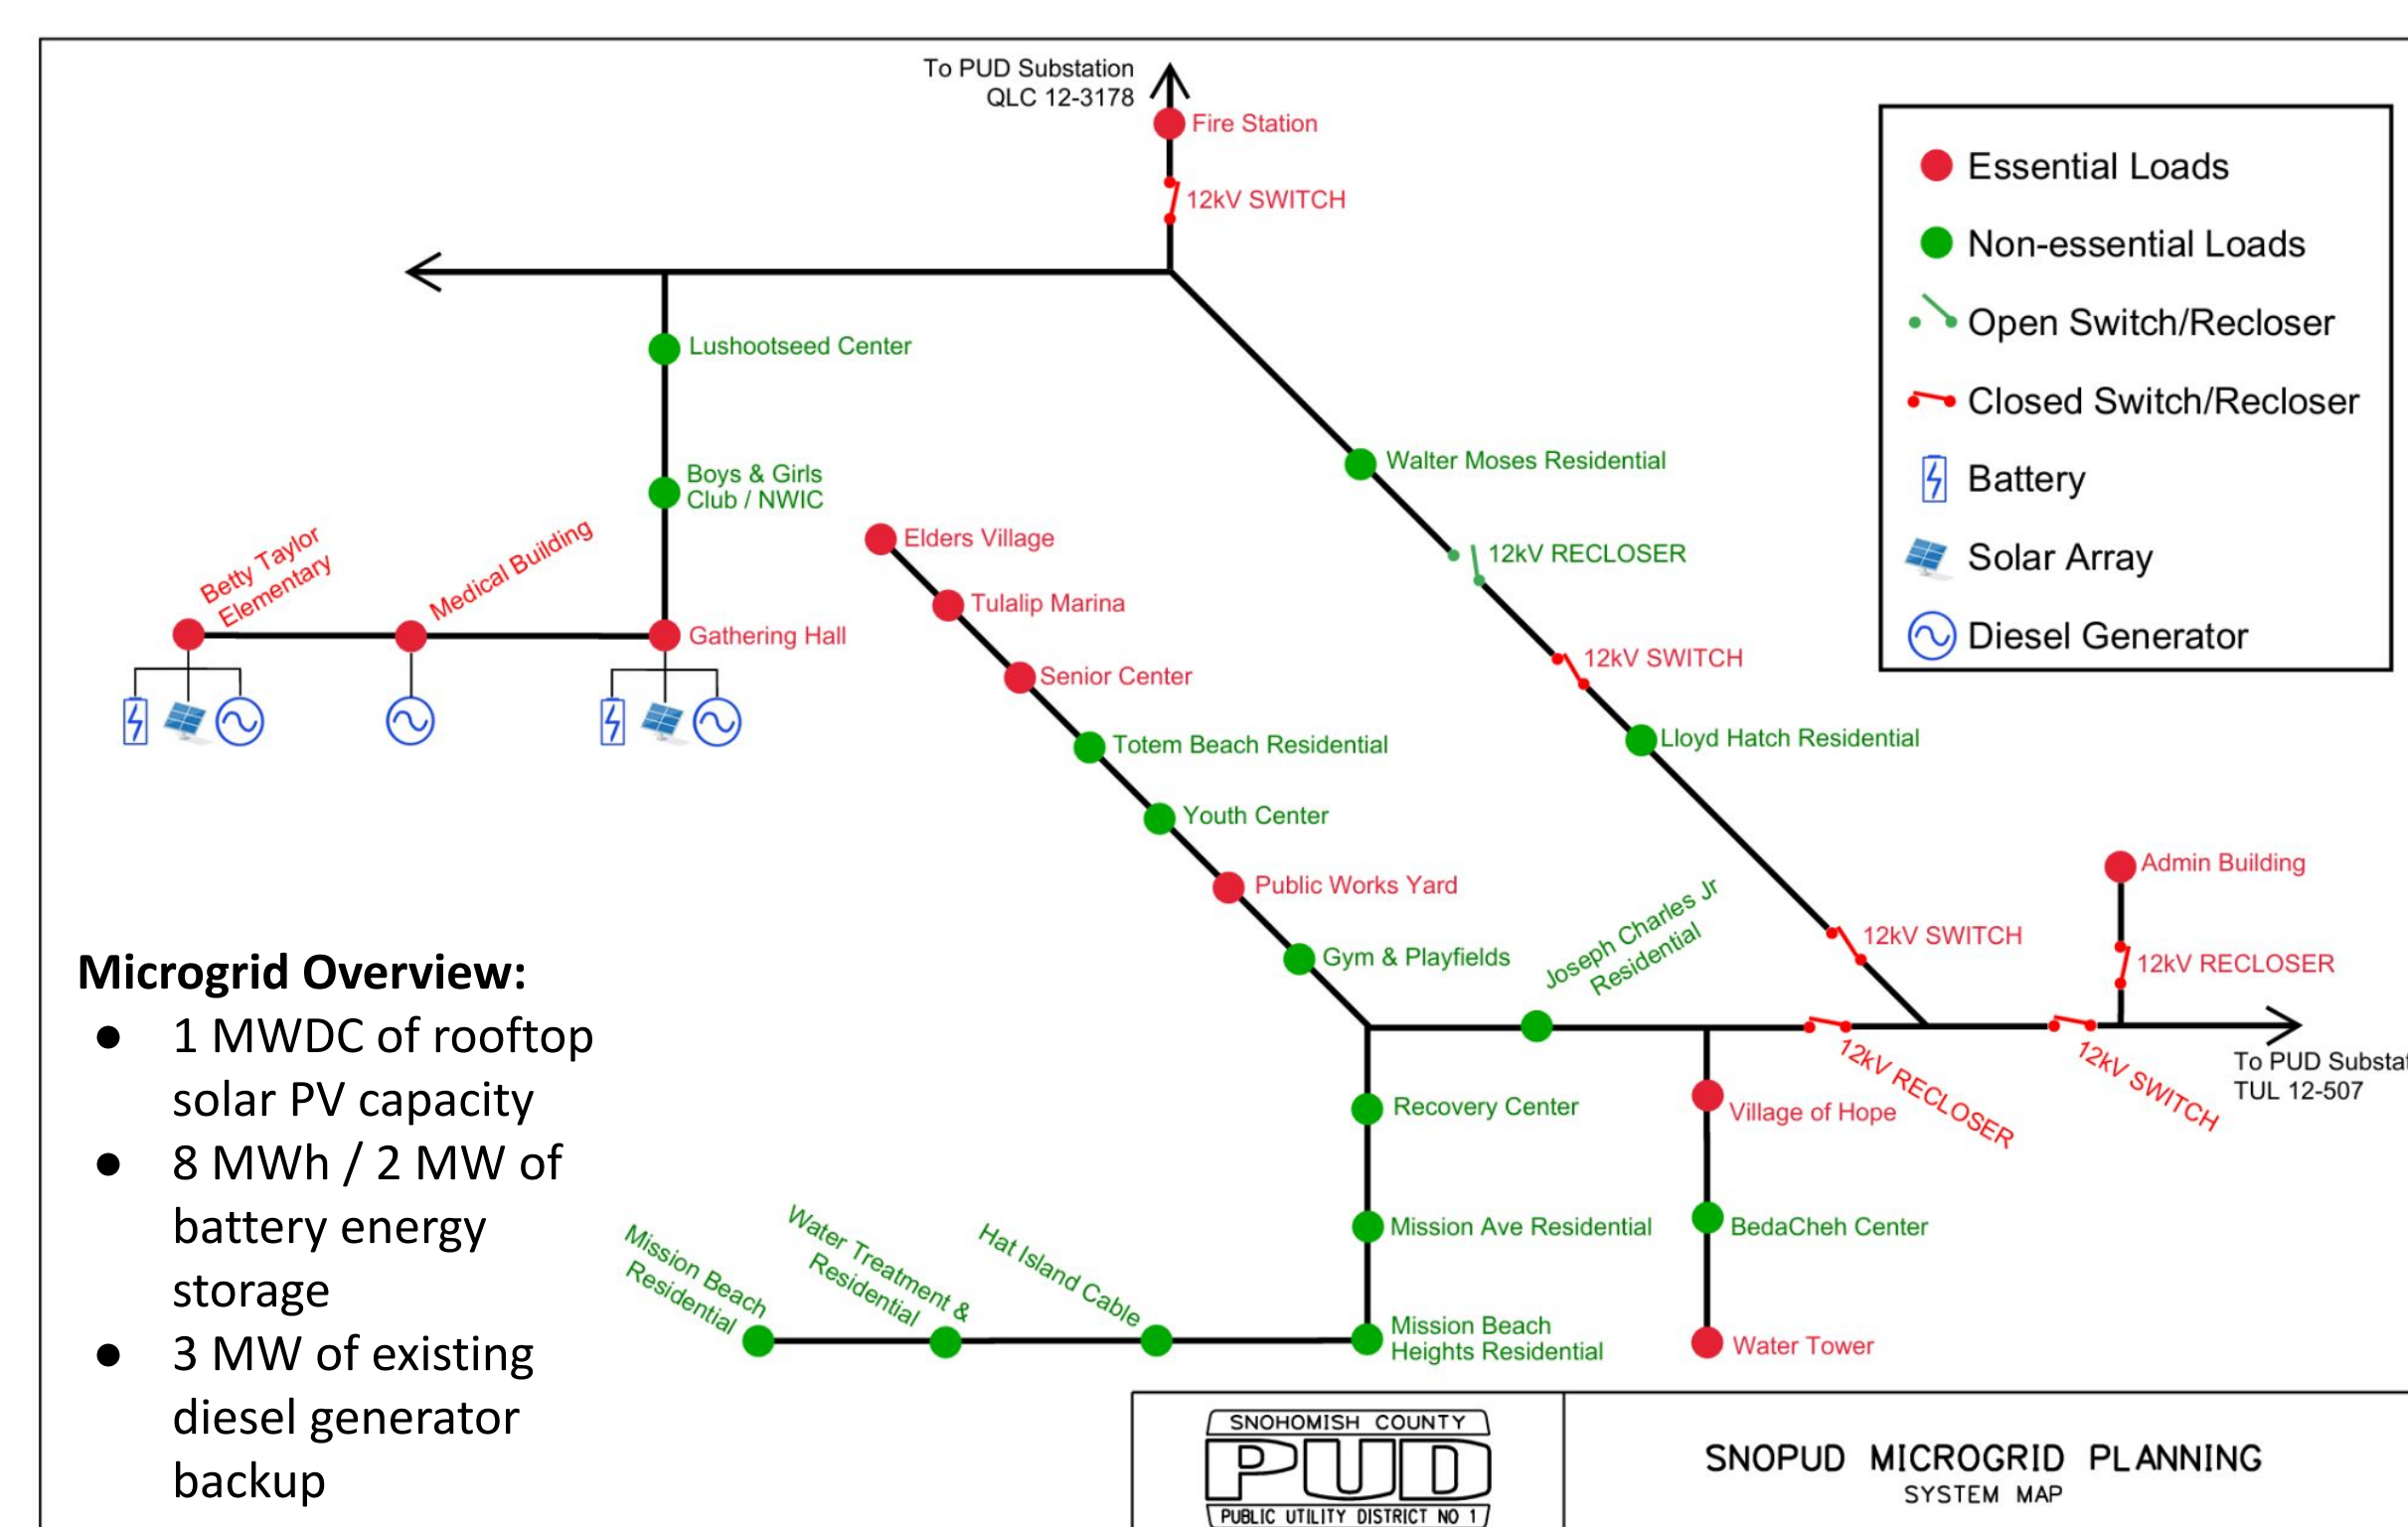 To PUD Substation
QLC 12-3178
Fire Station
12kV SWITCH
Essential Loads
Non-essential Loads
Open Switch/Recloser
Closed Switch/Recloser
Battery
Solar Array
Diesel Generator
Lushootseed Center
Boys & Girls
Club / NWIC
Betty Taylor
Elementary
Medical Building
Gathering Hall
Walter Moses Residential
12kV RECLOSER
12kV SWITCH
Lloyd Hatch Residential
Elders Village
Tulalip Marina
Senior Center
Totem Beach Residential
Youth Center
Public Works Yard
Gym & Playfields
Joseph Charles Jr
Residential
12kV SWITCH
Admin Building
12kV RECLOSER
12kV RECLOSER
12kV SWITCH
To PUD Substat
TUL 12-507
Recovery Center
Village of Hope
Mission Ave Residential
BedaCheh Center
Mission Beach
Heights Residential
Water Tower
Hat Island Cable
Water Treatment &
Residential
Mission Beach
Residential
Microgrid Overview:
● 1 MWDC of rooftop
solar PV capacity
● 8 MWh / 2 MW of
battery energy
storage
● 3 MW of existing
diesel generator
backup
SNOHOMISH COUNTY
PUD
PUBLIC UTILITY DISTRICT NO 1
SNOPUD MICROGRID PLANNING
SYSTEM MAP